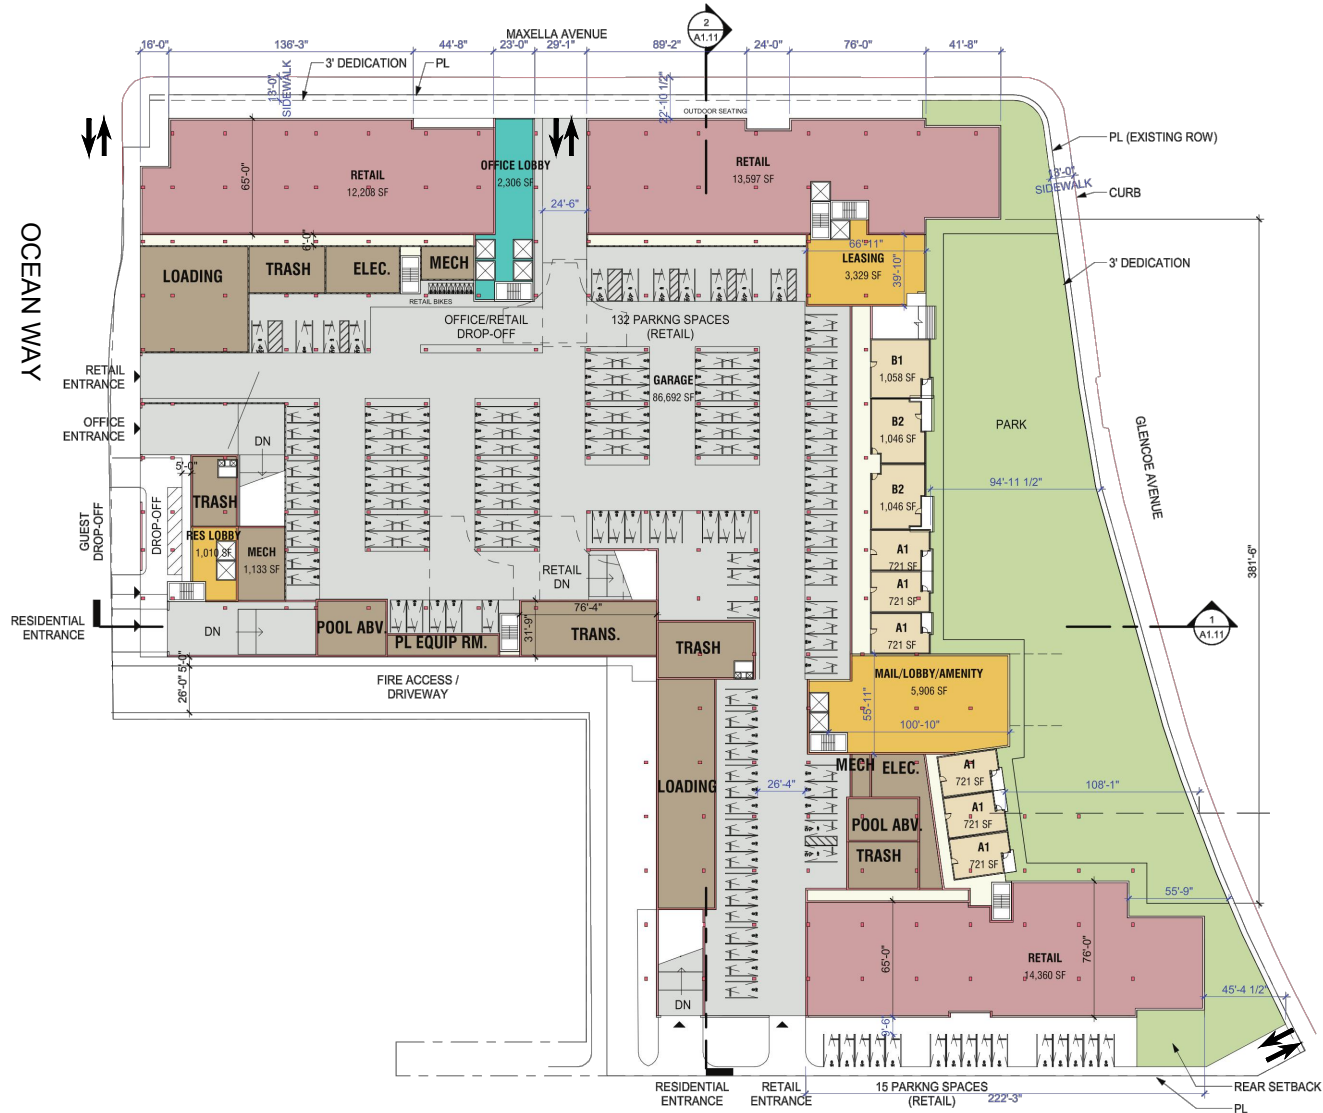 2
A1.11
MAXELLA AVENUE
16'-0"
136'-3"
44'-8"
23'-0"
29'-1"
89'-2"
24'-0"
76'-0"
41'-8"
3' DEDICATION
PL
13'-0"
SIDEWALK
22'-10 1/2"
OUTDOOR SEATING
PL (EXISTING ROW)
13'-0"
SIDEWALK
CURB
3' DEDICATION
RETAIL
12,208 SF
65'-0"
OFFICE LOBBY
2,306 SF
24'-6"
RETAIL
13,597 SF
6'-0"
66'-11"
LEASING
3,329 SF
39'-10"
LOADING
TRASH
ELEC.
MECH
RETAIL BIKES
OFFICE/RETAIL
DROP-OFF
132 PARKNG SPACES
(RETAIL)
OCEAN WAY
RETAIL
ENTRANCE
OFFICE
ENTRANCE
GARAGE
86,692 SF
B1
1,058 SF
B2
1,046 SF
B2
1,046 SF
A1
721 SF
A1
721 SF
A1
721 SF
PARK
94'-11 1/2"
GLENCOE AVENUE
381'-6"
DN
5'-0"
TRASH
GUEST
DROP-OFF
DROP-OFF
RES LOBBY
1,010 SF
MECH
1,133 SF
RETAIL
DN
RESIDENTIAL
ENTRANCE
DN
POOL ABV.
PL EQUIP RM.
31'-9"
76'-4"
TRANS.
TRASH
1
A1.11
5'-0"
26'-0"
FIRE ACCESS /
DRIVEWAY
MAIL/LOBBY/AMENITY
5,906 SF
55'-11"
100'-10"
LOADING
26'-4"
MECH
ELEC.
POOL ABV.
TRASH
A1
721 SF
A1
721 SF
A1
721 SF
108'-1"
55'-9"
RETAIL
14,360 SF
65'-0"
76'-0"
45'-4 1/2"
DN
9'-6"
RESIDENTIAL
ENTRANCE
RETAIL
ENTRANCE
15 PARKNG SPACES
(RETAIL)
222'-3"
REAR SETBACK
PL